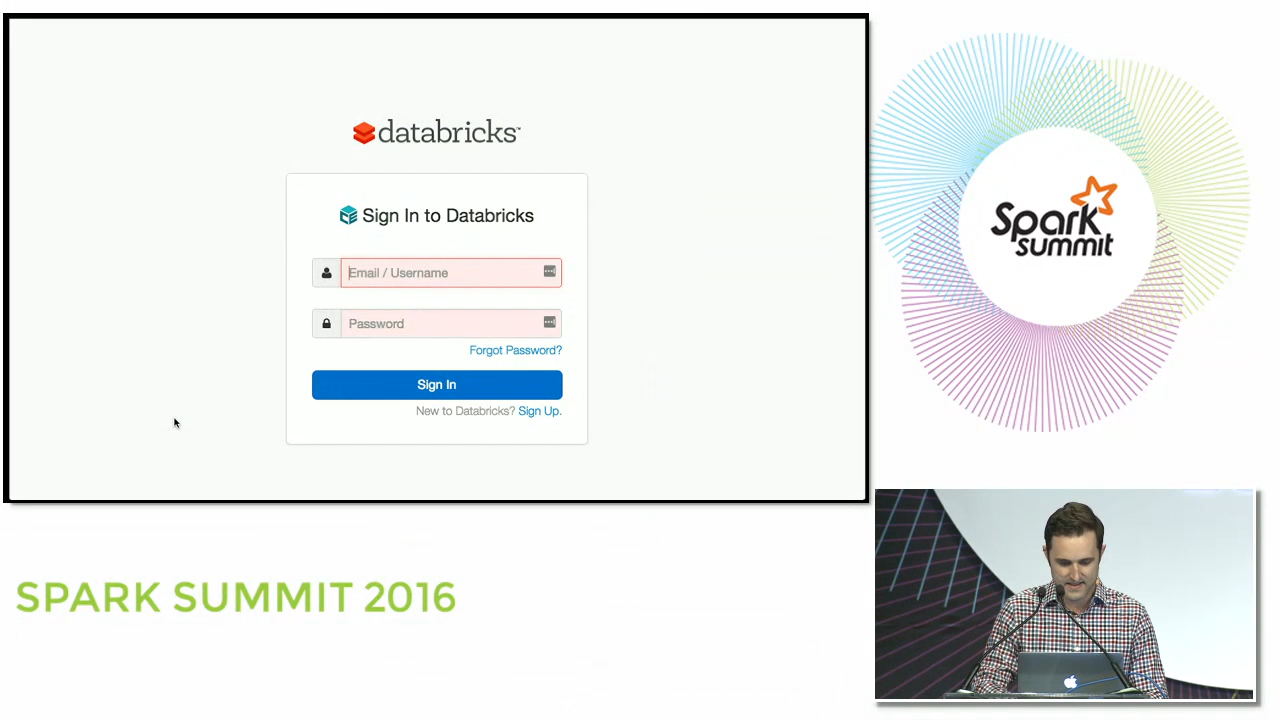 databricks
Sign In to Databricks
Email / Username
Password
Forgot Password?
Sign In
New to Databricks? Sign Up.
Spark
summit
SPARK SUMMIT 2016